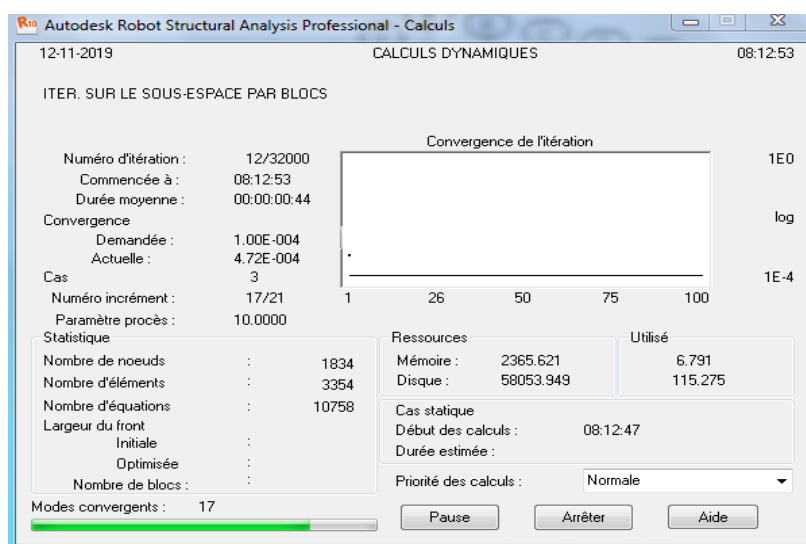 R10 Autodesk Robot Structural Analysis Professional - Calculs
12-11-2019 CALCULS DYNAMIQUES 08:12:53
ITER. SUR LE SOUS-ESPACE PAR BLOCS
Convergence de l'itération
Numéro d'itération : 12/32000 1E0
Commencée à : 08:12:53
Durée moyenne : 00:00:00:44
Convergence log
Demandée : 1.00E-004
Actuelle : 4.72E-004
Cas 3 1E-4
Numéro incrément : 17/21 1 26 50 75 100
Paramètre procès : 10.0000
Statistique Ressources Utilisé
Nombre de noeuds : 1834 Mémoire : 2365.621 6.791
Nombre d'éléments : 3354 Disque : 58053.949 115.275
Nombre d'équations : 10758 Cas statique
Largeur du front Début des calculs : 08:12:47
Initiale : Durée estimée :
Optimisée :
Nombre de blocs : : Priorité des calculs : Normale
Modes convergents : 17
Pause Arrêter Aide